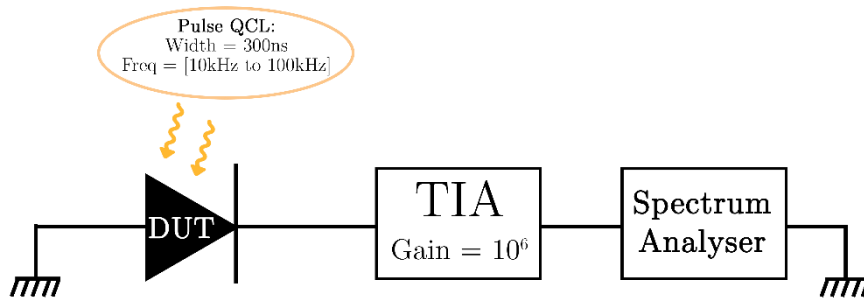 Pulse QCL:
Width = 300ns
Freq = [10kHz to 100kHz]
DUT
TIA
Gain = 10⁶
Spectrum
Analyser